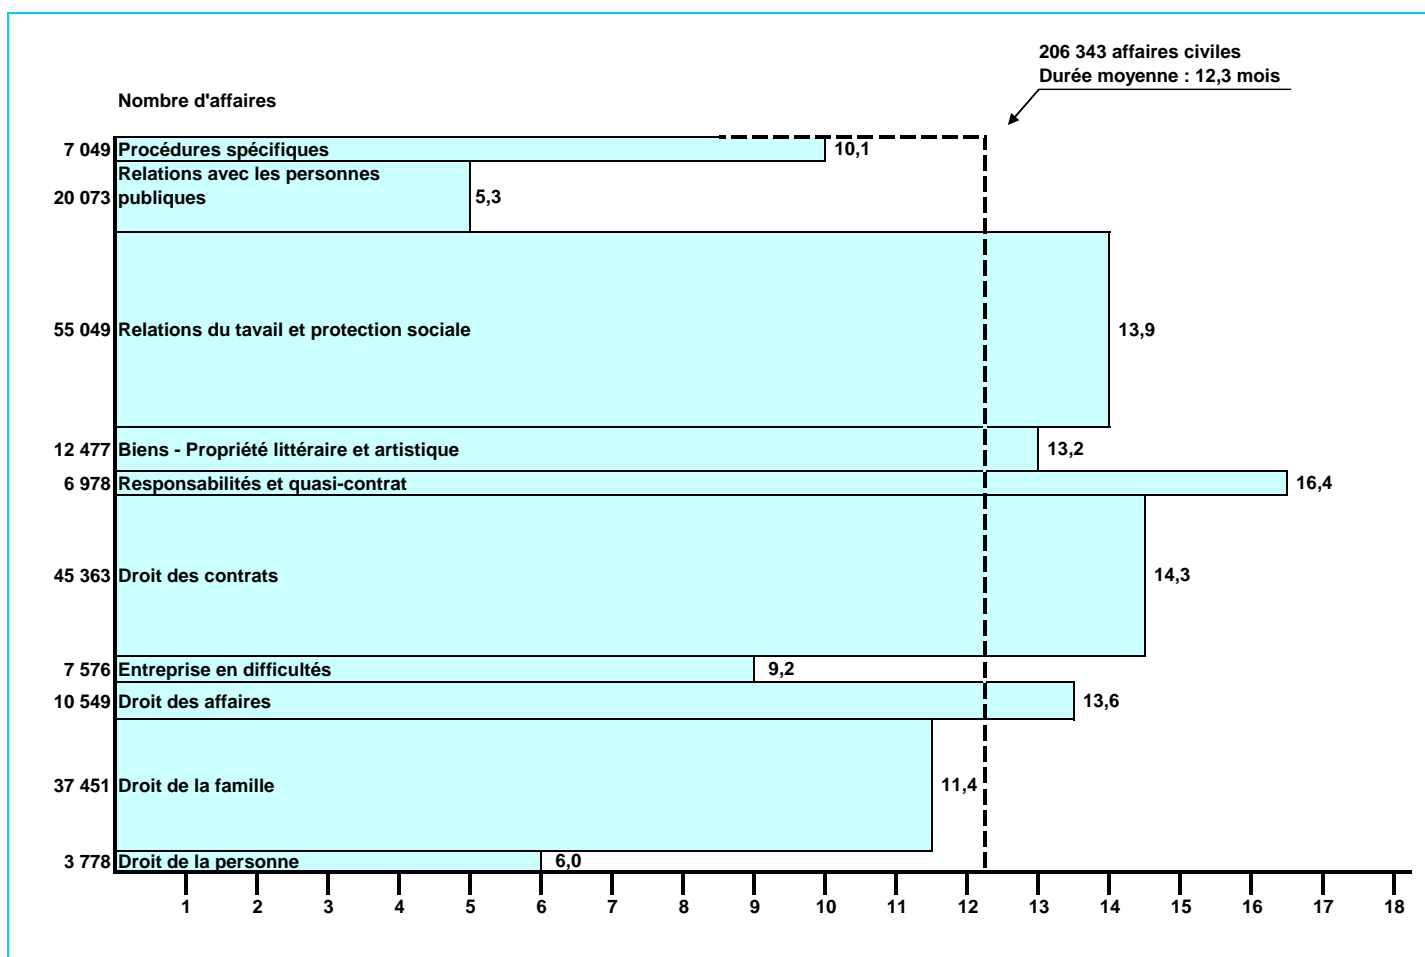 206 343 affaires civiles
Durée moyenne : 12,3 mois
Nombre d'affaires
7 049 Procédures spécifiques 10,1
Relations avec les personnes
20 073 publiques 5,3
55 049 Relations du tavail et protection sociale 13,9
12 477 Biens - Propriété littéraire et artistique 13,2
6 978 Responsabilités et quasi-contrat 16,4
45 363 Droit des contrats 14,3
7 576 Entreprise en difficultés 9,2
10 549 Droit des affaires 13,6
37 451 Droit de la famille 11,4
3 778 Droit de la personne 6,0
1 2 3 4 5 6 7 8 9 10 11 12 13 14 15 16 17 18